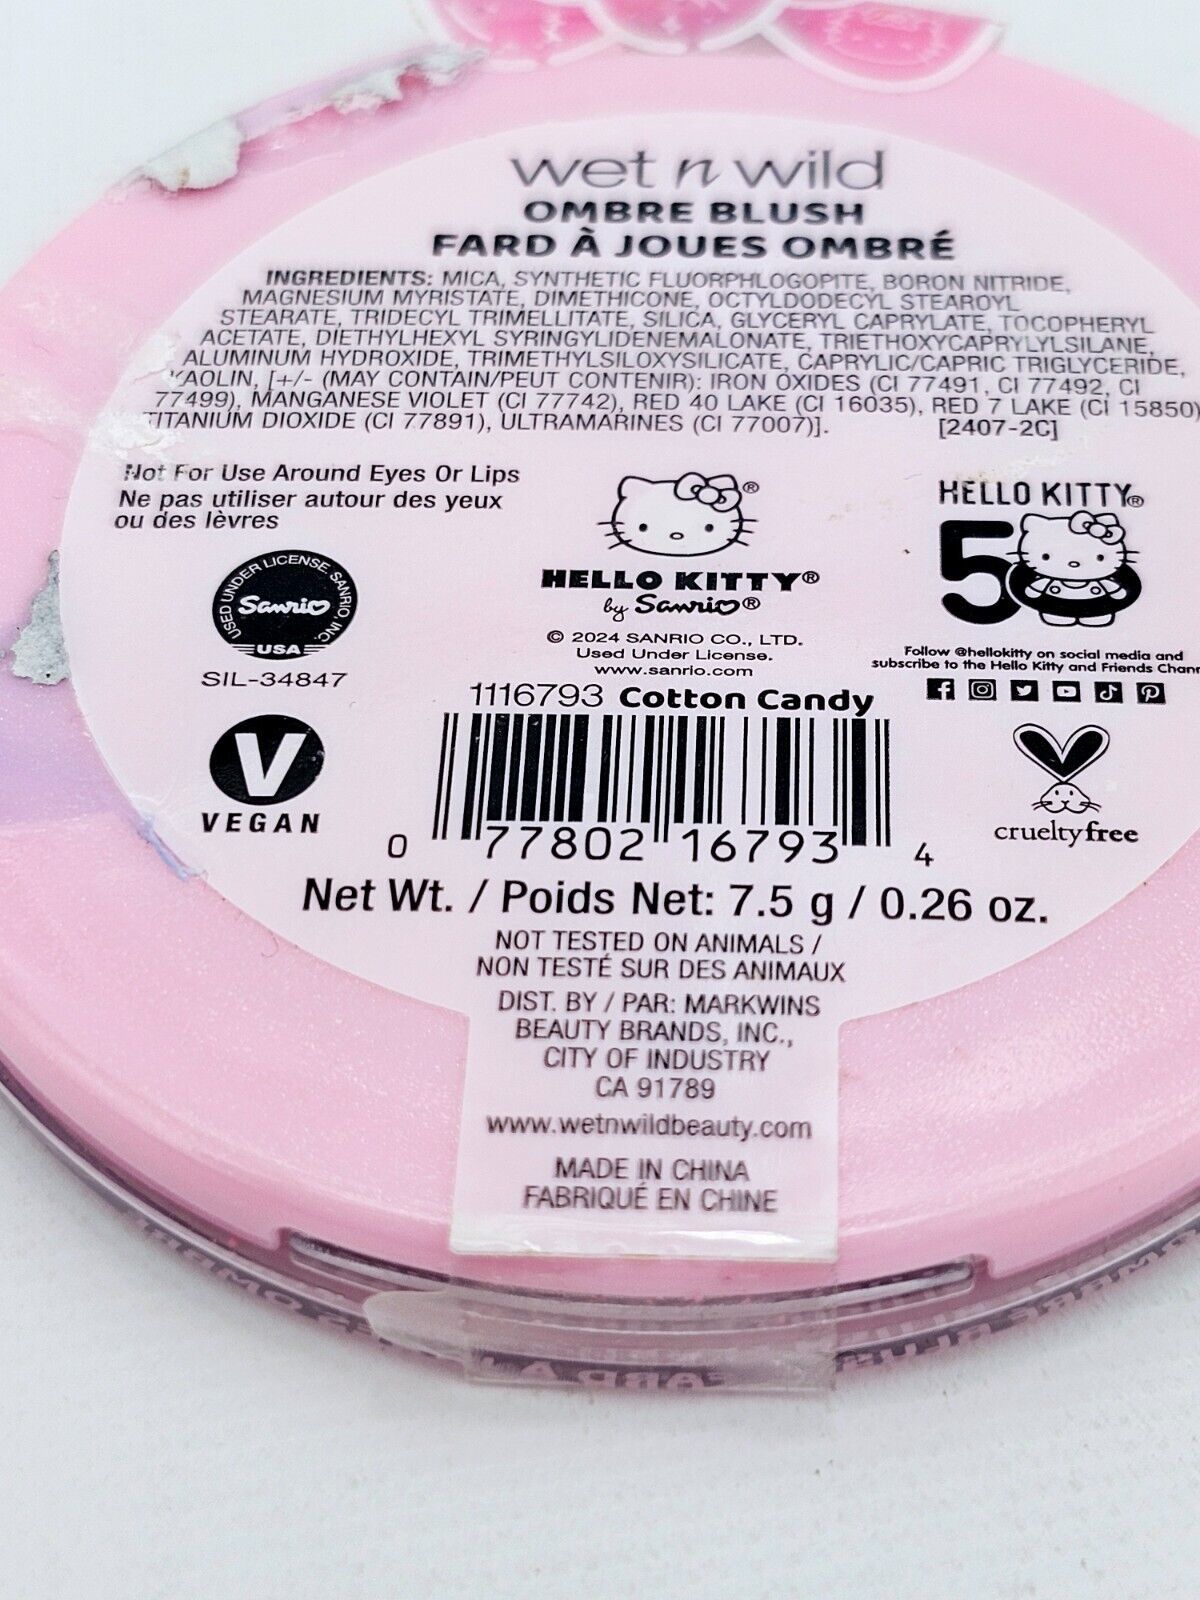 wet n wild
OMBRE BLUSH
FARD À JOUES OMBRÉ
INGREDIENTS: MICA, SYNTHETIC FLUORPHLOGOPITE, BORON NITRIDE,
MAGNESIUM MYRISTATE, DIMETHICONE, OCTYLDODECYL STEAROYL
STEARATE, TRIDECYL TRIMELLITATE, SILICA, GLYCERYL CAPRYLATE, TOCOPHERYL
ACETATE, DIETHYLHEXYL SYRINGYLIDENEMALONATE, TRIETHOXYCAPRYLYLSILANE,
ALUMINUM HYDROXIDE, TRIMETHYLSILOXYSILICATE, CAPRYLIC/CAPRIC TRIGLYCERIDE,
KAOLIN, [+/- (MAY CONTAIN/PEUT CONTENIR): IRON OXIDES (CI 77491, CI 77492, CI
77499), MANGANESE VIOLET (CI 77742), RED 40 LAKE (CI 16035), RED 7 LAKE (CI 15850)
TITANIUM DIOXIDE (CI 77891), ULTRAMARINES (CI 77007)]. [2407-2C]
Not For Use Around Eyes Or Lips
Ne pas utiliser autour des yeux
ou des lèvres
USED UNDER LICENSE SANRIO, INC.
Sanrio
USA
SIL-34847
®
HELLO KITTY®
by Sanrio®
© 2024 SANRIO CO., LTD.
Used Under License.
www.sanrio.com
HELLO KITTY®
50
Follow @hellokitty on social media and
subscribe to the Hello Kitty and Friends
1116793 Cotton Candy
V
VEGAN
0 77802 16793 4
crueltyfree
Net Wt. / Poids Net: 7.5 g / 0.26 oz.
NOT TESTED ON ANIMALS /
NON TESTÉ SUR DES ANIMAUX
DIST. BY / PAR: MARKWINS
BEAUTY BRANDS, INC.,
CITY OF INDUSTRY
CA 91789
www.wetnwildbeauty.com
MADE IN CHINA
FABRIQUÉ EN CHINE